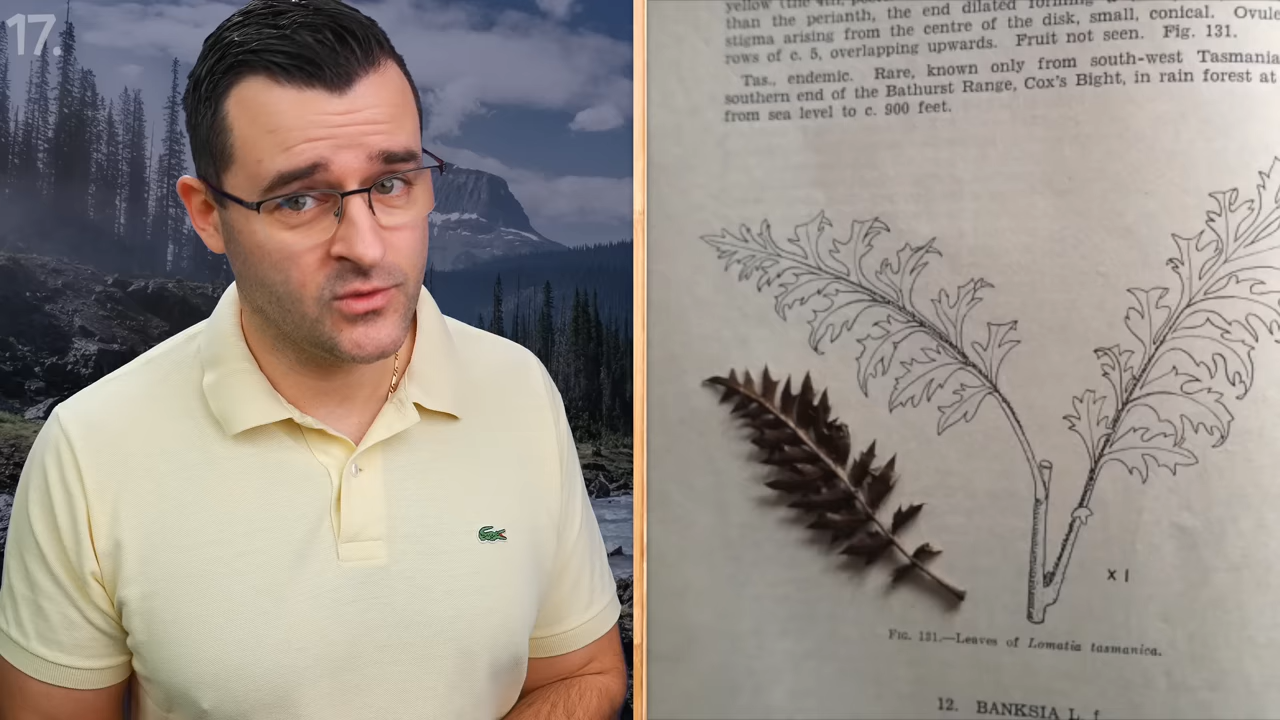 17.
than the perianth, the end dilated forming a
stigma arising from the centre of the disk, small, conical. Ovule
rows of c. 5, overlapping upwards. Fruit not seen. Fig. 131.
Tas., endemic. Rare, known only from south-west Tasmania
southern end of the Bathurst Range, Cox's Bight, in rain forest at
from sea level to c. 900 feet.
x 1
Fig. 131.—Leaves of Lomatia tasmanica.
12. BANKSIA L. f